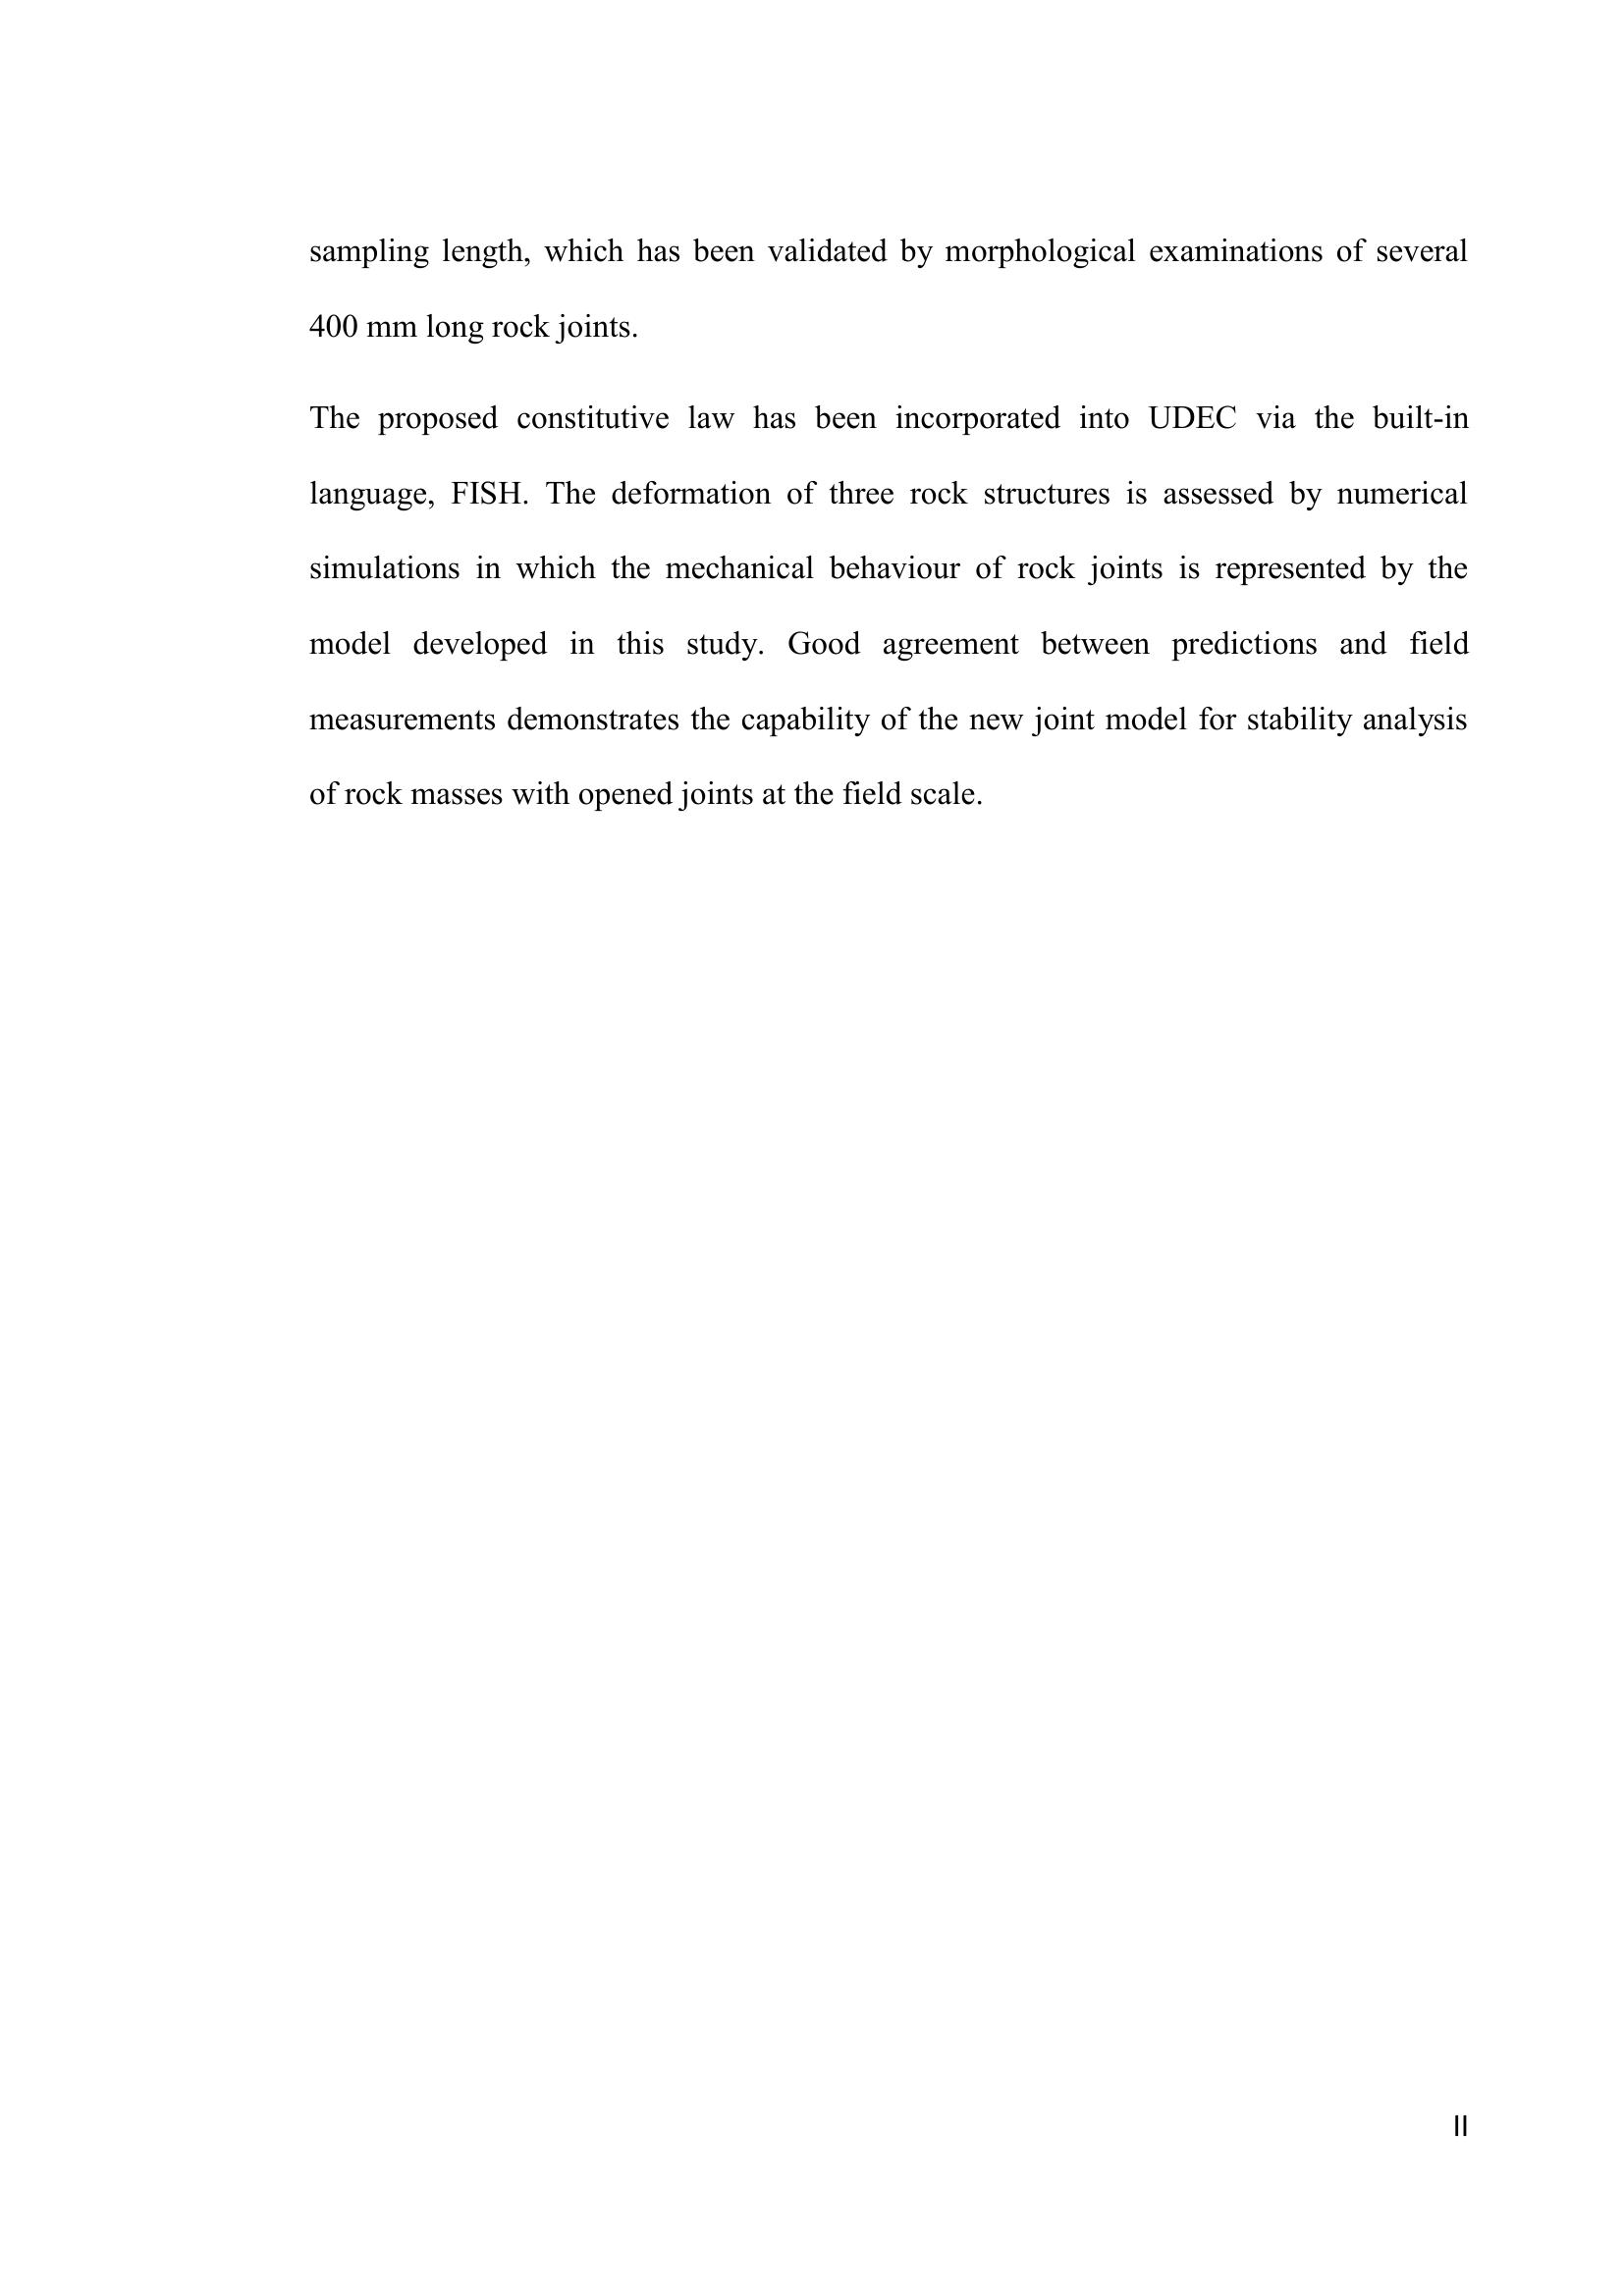 sampling length, which has been validated by morphological examinations of several
400 mm long rock joints.
The proposed constitutive law has been incorporated into UDEC via the built-in
language, FISH. The deformation of three rock structures is assessed by numerical
simulations in which the mechanical behaviour of rock joints is represented by the
model developed in this study. Good agreement between predictions and field
measurements demonstrates the capability of the new joint model for stability analysis
of rock masses with opened joints at the field scale.
II